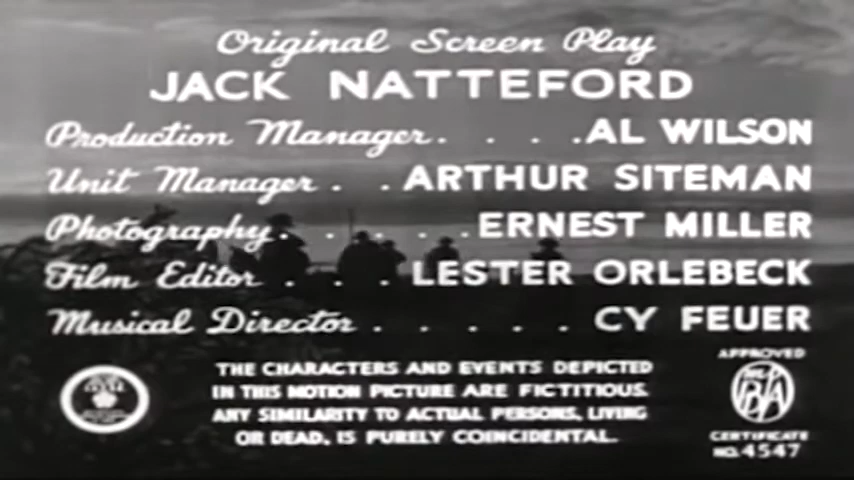 Original Screen Play
JACK NATTEFORD
Production Manager. . . . .AL WILSON
Unit Manager . . ARTHUR SITEMAN
Photography. . . . . ERNEST MILLER
Film Editor . . . LESTER ORLEBECK
Musical Director . . . . . CY FEUER
THE CHARACTERS AND EVENTS DEPICTED
IN THIS MOTION PICTURE ARE FICTITIOUS.
ANY SIMILARITY TO ACTUAL PERSONS, LIVING
OR DEAD, IS PURELY COINCIDENTAL.
APPROVED
MPPDA
CERTIFICATE
NO. 4547